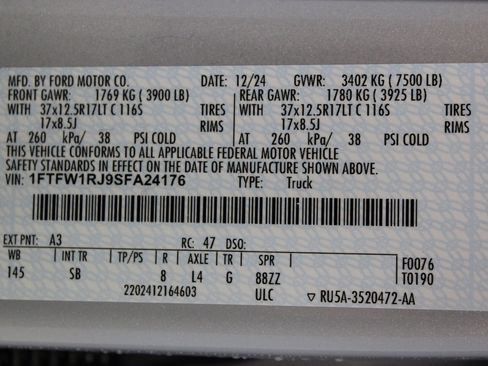 MFD. BY FORD MOTOR CO. DATE: 12/24 GVWR: 3402 KG ( 7500 LB)
FRONT GAWR: 1769 KG ( 3900 LB) REAR GAWR: 1780 KG ( 3925 LB)
WITH 37x12.5R17LT C 116S TIRES WITH 37x12.5R17LT C 116S TIRES
17x8.5J RIMS 17x8.5J RIMS
AT 260 kPa/ 38 PSI COLD AT 260 kPa/ 38 PSI COLD
THIS VEHICLE CONFORMS TO ALL APPLICABLE FEDERAL MOTOR VEHICLE
SAFETY STANDARDS IN EFFECT ON THE DATE OF MANUFACTURE SHOWN ABOVE.
VIN: 1FTFW1RJ9SFA24176 TYPE: Truck
EXT PNT: A3 RC: 47 DSO:
WB INT TR TP/PS R AXLE TR SPR F0076
145 SB 8 L4 G 88ZZ T0190
2202412164603 ULC ▽ RU5A-3520472-AA